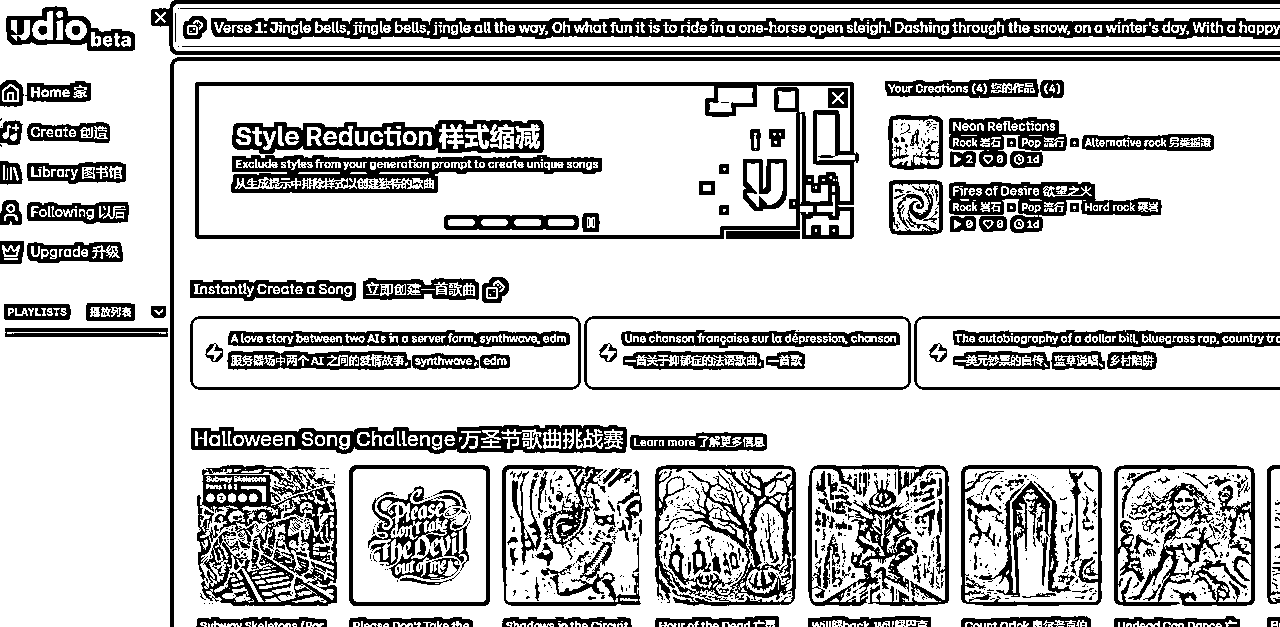 udio beta
Verse 1: Jingle bells, jingle bells, jingle all the way, Oh what fun it is to ride in a one-horse open sleigh. Dashing through the snow, on a winter's day, With a happy
Home 家
Create 创造
Library 图书馆
Following 以后
Upgrade 升级
PLAYLISTS 播放列表
Style Reduction 样式缩减
Exclude styles from your generation prompt to create unique songs
从生成提示中排除样式以创建独特的歌曲
Your Creations (4) 您的作品 (4)
Neon Reflections
Rock 岩石 Pop 流行 Alternative rock 另类摇滚
2 0 1d
Fires of Desire 欲望之火
Rock 岩石 Pop 流行 Hard rock 硬岩
0 0 1d
Instantly Create a Song 立即创建一首歌曲
A love story between two AIs in a server farm, synthwave, edm
服务器场中两个 AI 之间的爱情故事，synthwave，edm
Une chanson française sur la dépression, chanson
一首关于抑郁症的法语歌曲，一首歌
The autobiography of a dollar bill, bluegrass rap, country
一美元钞票的自传、蓝草说唱、乡村陷阱
Halloween Song Challenge 万圣节歌曲挑战赛 Learn more 了解更多信息
Subway Skeletons
Parts 1 & 2
Please
don't take
The Devil
out of me
Subway Skeletons (Par
Please Don't Take the
Shadows in the Circuit
Hour of the Dead 亡灵
Count Orlok 奥尔洛克伯
Undead Can Dance 亡